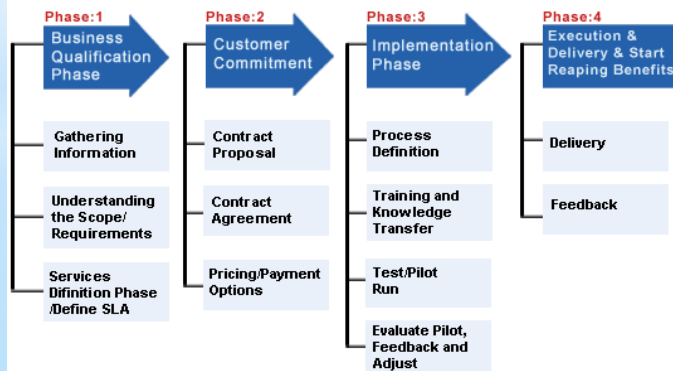 Phase:1
Business
Qualification
Phase
Gathering
Information
Understanding
the Scope/
Requirements
Services
Difinition Phase
/Define SLA
Phase:2
Customer
Commitment
Contract
Proposal
Contract
Agreement
Pricing/Payment
Options
Phase:3
Implementation
Phase
Process
Definition
Training and
Knowledge
Transfer
Test/Pilot
Run
Evaluate Pilot,
Feedback and
Adjust
Phase:4
Execution &
Delivery & Start
Reaping Benefits
Delivery
Feedback